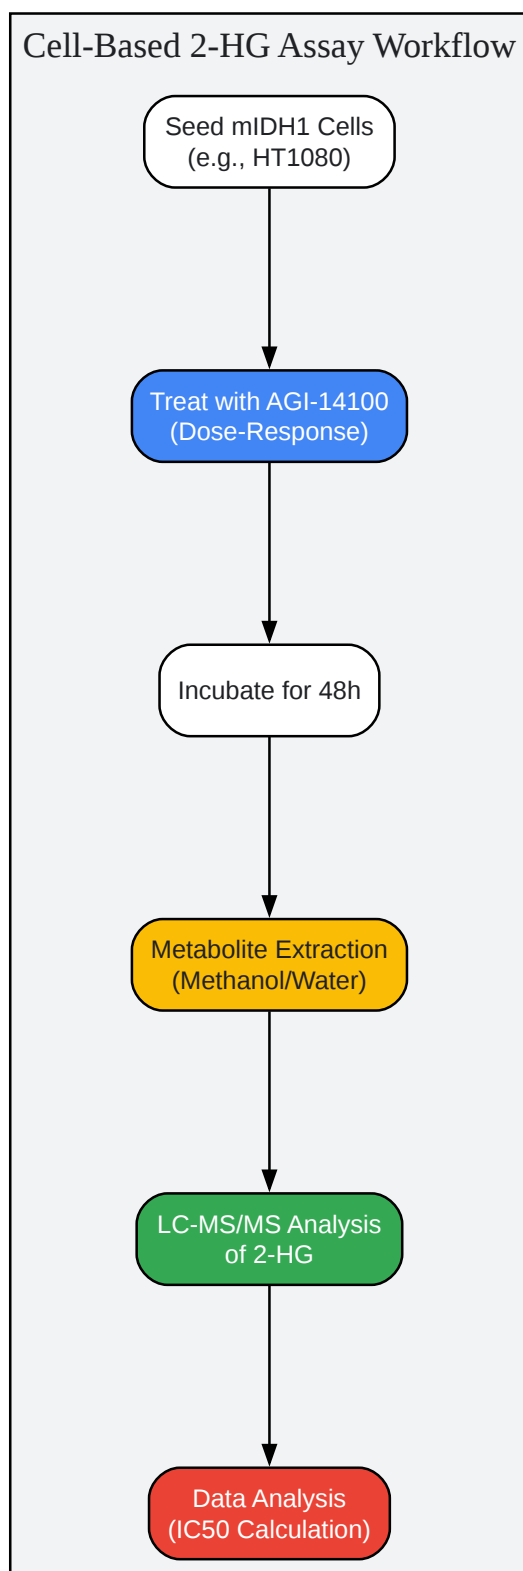 Cell-Based 2-HG Assay Workflow
Seed mIDH1 Cells
(e.g., HT1080)
Treat with AGI-14100
(Dose-Response)
Incubate for 48h
Metabolite Extraction
(Methanol/Water)
LC-MS/MS Analysis
of 2-HG
Data Analysis
(IC50 Calculation)